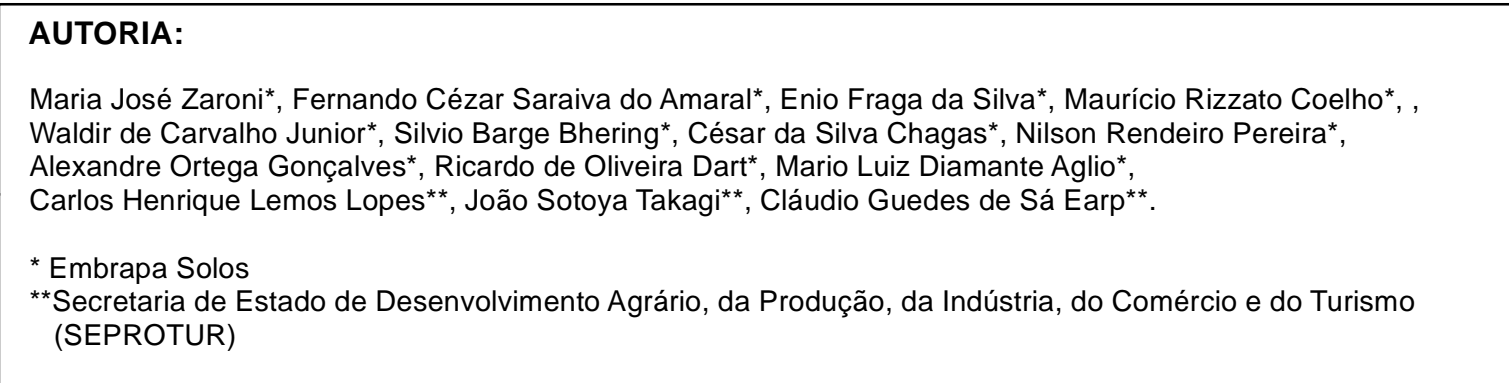 AUTORIA:
Maria José Zaroni*, Fernando Cézar Saraiva do Amaral*, Enio Fraga da Silva*, Maurício Rizzato Coelho*, ,
Waldir de Carvalho Junior*, Silvio Barge Bhering*, César da Silva Chagas*, Nilson Rendeiro Pereira*,
Alexandre Ortega Gonçalves*, Ricardo de Oliveira Dart*, Mario Luiz Diamante Aglio*,
Carlos Henrique Lemos Lopes**, João Sotoya Takagi**, Cláudio Guedes de Sá Earp**.
* Embrapa Solos
**Secretaria de Estado de Desenvolvimento Agrário, da Produção, da Indústria, do Comércio e do Turismo
(SEPROTUR)